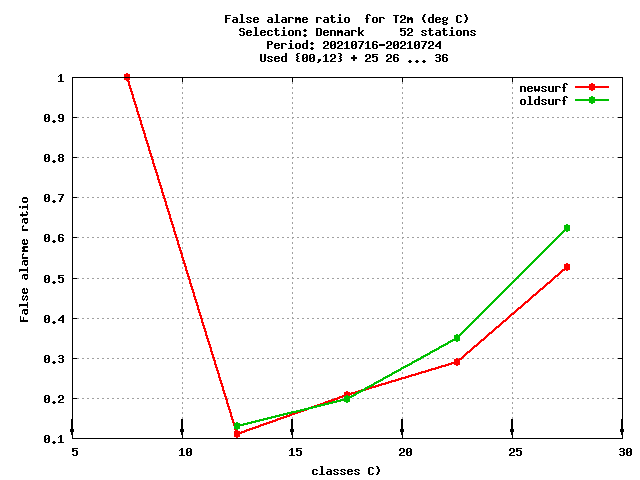 False alarme ratio  for T2m (deg C)
Selection: Denmark     52 stations
Period: 20210716-20210724
Used {00,12} + 25 26 ... 36
newsurf
oldsurf
1
0.9
0.8
0.7
0.6
0.5
0.4
0.3
0.2
0.1
False alarme ratio
5 10 15 20 25 30
classes C)